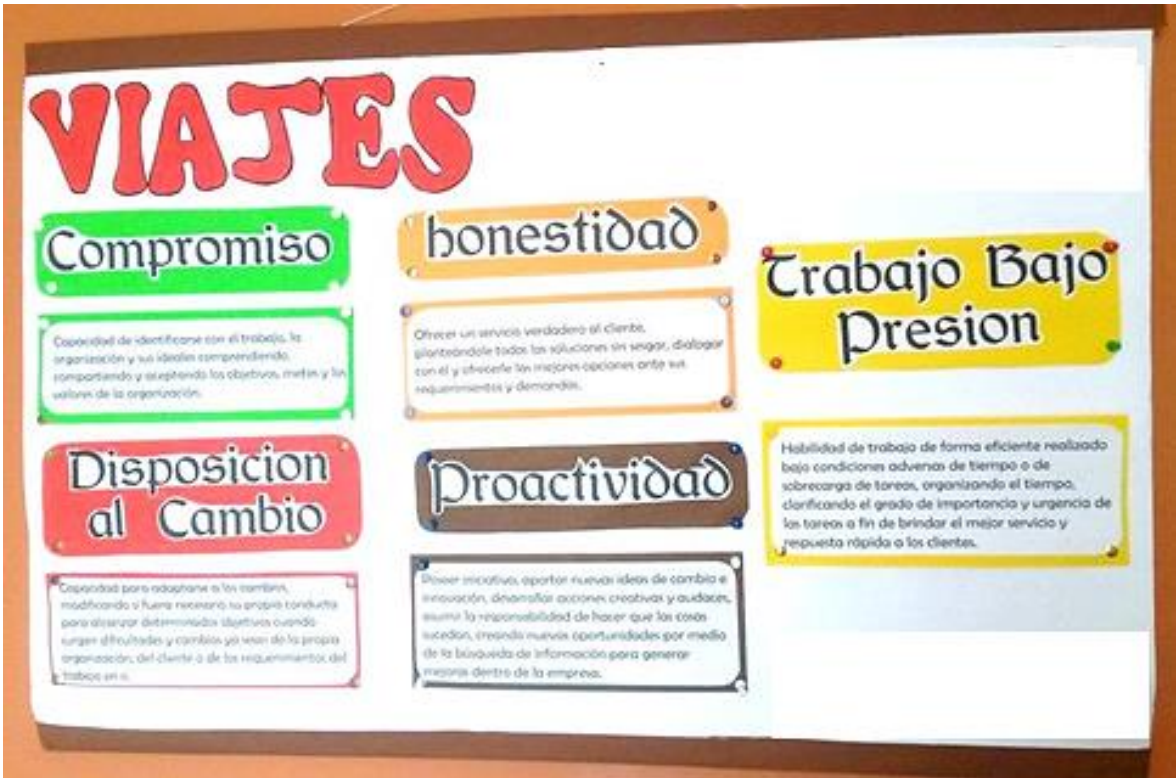 VIAJES
Compromiso
Capacidad de identificarse con el trabajo, la
organización y sus ideales comprendiendo,
compartiendo y aceptando los objetivos, metas y los
valores de la organización.
Disposicion
al Cambio
Capacidad para adaptarse a los cambios,
modificando si fuera necesario su propia conducta
para alcanzar determinados objetivos cuando
surgen dificultades y cambios ya sean de la propia
organización, del cliente o de los requerimientos del
trabajo en
honestidad
Ofrecer un servicio verdadero al cliente,
planteándole todas las soluciones sin sesgar, dialogar
con él y ofrecerle las mejores opciones ante sus
requerimientos y demandas.
Proactividad
Poseer iniciativa, aportar nuevas ideas de cambio e
innovación, desarrollar acciones creativas y audaces,
asumir la responsabilidad de hacer que las cosas
sucedan, creando nuevas oportunidades por medio
de la búsqueda de información para generar
mejoras dentro de la empresa.
Trabajo Bajo
Presion
Habilidad de trabajo de forma eficiente realizado
bajo condiciones adversas de tiempo o de
sobrecarga de tareas, organizando el tiempo,
clarificando el grado de importancia y urgencia de
las tareas a fin de brindar el mejor servicio y
respuesta rápida a los clientes.